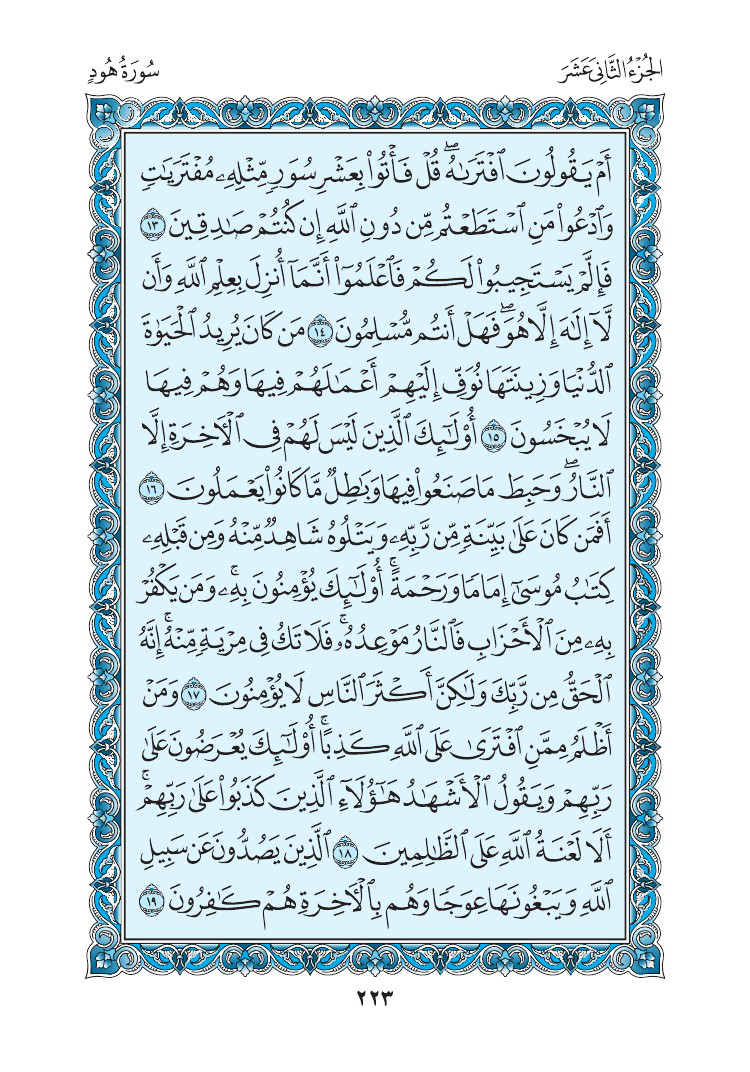 الجُزْءُ الثَّانِيَ عَشَرَ
سُورَةُ هُودٍ
أَمْ يَقُولُونَ ٱفْتَرَىٰهُۖ قُلْ فَأْتُوا۟ بِعَشْرِ سُوَرٍ مِّثْلِهِۦ مُفْتَرَيَٰتٍ
وَٱدْعُوا۟ مَنِ ٱسْتَطَعْتُم مِّن دُونِ ٱللَّهِ إِن كُنتُمْ صَٰدِقِينَ ١٣
فَإِلَّمْ يَسْتَجِيبُوا۟ لَكُمْ فَٱعْلَمُوٓا۟ أَنَّمَآ أُنزِلَ بِعِلْمِ ٱللَّهِ وَأَن
لَّآ إِلَٰهَ إِلَّا هُوَۖ فَهَلْ أَنتُم مُّسْلِمُونَ ١٤ مَن كَانَ يُرِيدُ ٱلْحَيَوٰةَ
ٱلدُّنْيَا وَزِينَتَهَا نُوَفِّ إِلَيْهِمْ أَعْمَٰلَهُمْ فِيهَا وَهُمْ فِيهَا
لَا يُبْخَسُونَ ١٥ أُو۟لَٰٓئِكَ ٱلَّذِينَ لَيْسَ لَهُمْ فِى ٱلْءَاخِرَةِ إِلَّا
ٱلنَّارُۖ وَحَبِطَ مَا صَنَعُوا۟ فِيهَا وَبَٰطِلٌ مَّا كَانُوا۟ يَعْمَلُونَ ١٦
أَفَمَن كَانَ عَلَىٰ بَيِّنَةٍ مِّن رَّبِّهِۦ وَيَتْلُوهُ شَاهِدٌ مِّنْهُ وَمِن قَبْلِهِۦ
كِتَٰبُ مُوسَىٰٓ إِمَامًا وَرَحْمَةًۚ أُو۟لَٰٓئِكَ يُؤْمِنُونَ بِهِۦۚ وَمَن يَكْفُرْ
بِهِۦ مِنَ ٱلْأَحْزَابِ فَٱلنَّارُ مَوْعِدُهُۥۚ فَلَا تَكُ فِى مِرْيَةٍ مِّنْهُۚ إِنَّهُ
ٱلْحَقُّ مِن رَّبِّكَ وَلَٰكِنَّ أَكْثَرَ ٱلنَّاسِ لَا يُؤْمِنُونَ ١٧ وَمَنْ
أَظْلَمُ مِمَّنِ ٱفْتَرَىٰ عَلَى ٱللَّهِ كَذِبًاۚ أُو۟لَٰٓئِكَ يُعْرَضُونَ عَلَىٰ
رَبِّهِمْ وَيَقُولُ ٱلْأَشْهَٰدُ هَٰٓؤُلَآءِ ٱلَّذِينَ كَذَبُوا۟ عَلَىٰ رَبِّهِمْۚ
أَلَا لَعْنَةُ ٱللَّهِ عَلَى ٱلظَّٰلِمِينَ ١٨ ٱلَّذِينَ يَصُدُّونَ عَن سَبِيلِ
ٱللَّهِ وَيَبْغُونَهَا عِوَجًا وَهُم بِٱلْءَاخِرَةِ هُمْ كَٰفِرُونَ ١٩
٢٢٣